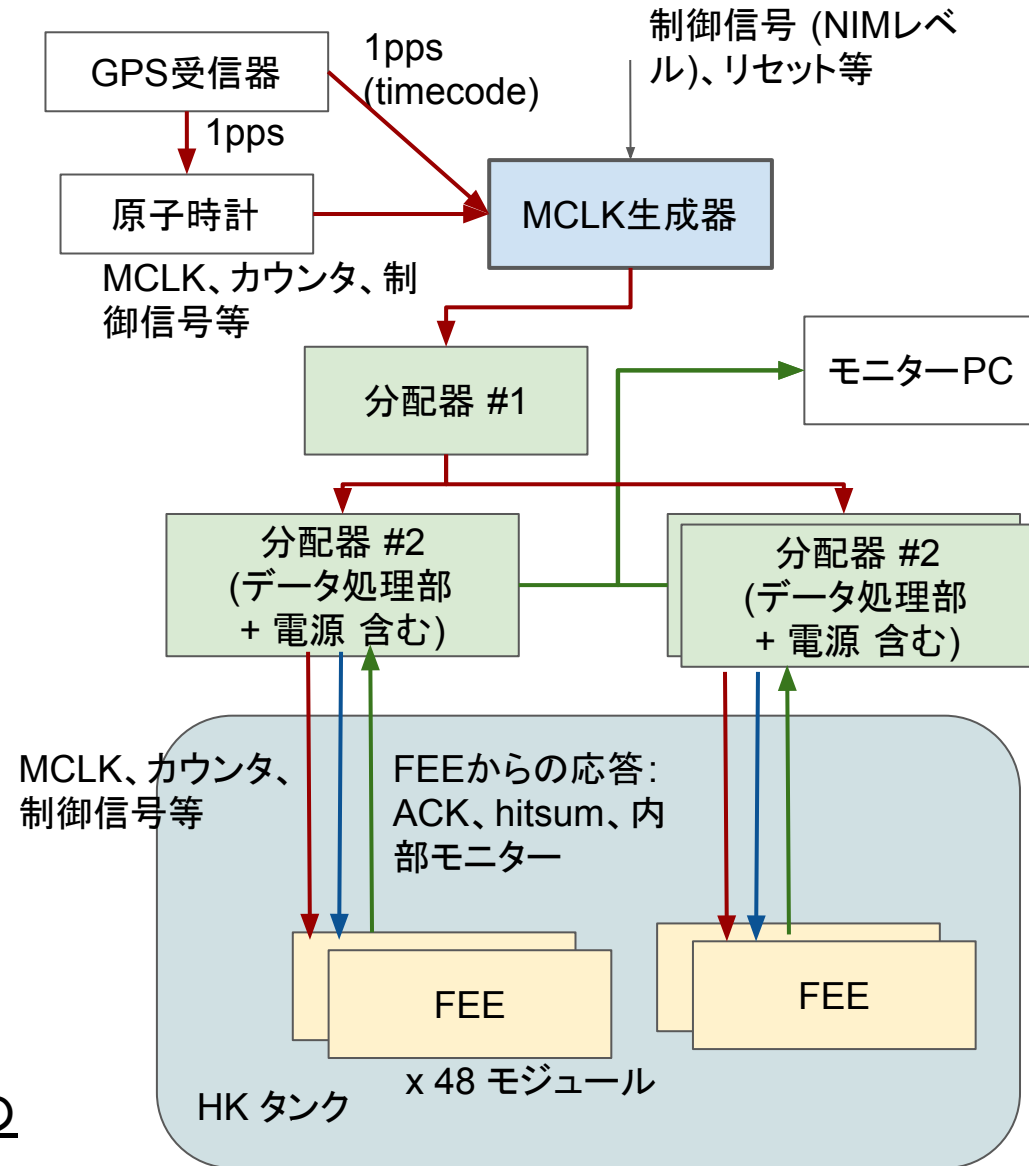 GPS受信器
1pps
(timecode)
制御信号 (NIMレベ
ル)、リセット等
1pps
原子時計
MCLK生成器
MCLK、カウンタ、制
御信号等
分配器 #1
モニターPC
分配器 #2
(データ処理部
+ 電源 含む)
分配器 #2
(データ処理部
+ 電源 含む)
MCLK、カウンタ、
制御信号等
FEEからの応答:
ACK、hitsum、内
部モニター
FEE
FEE
x 48 モジュール
HK タンク